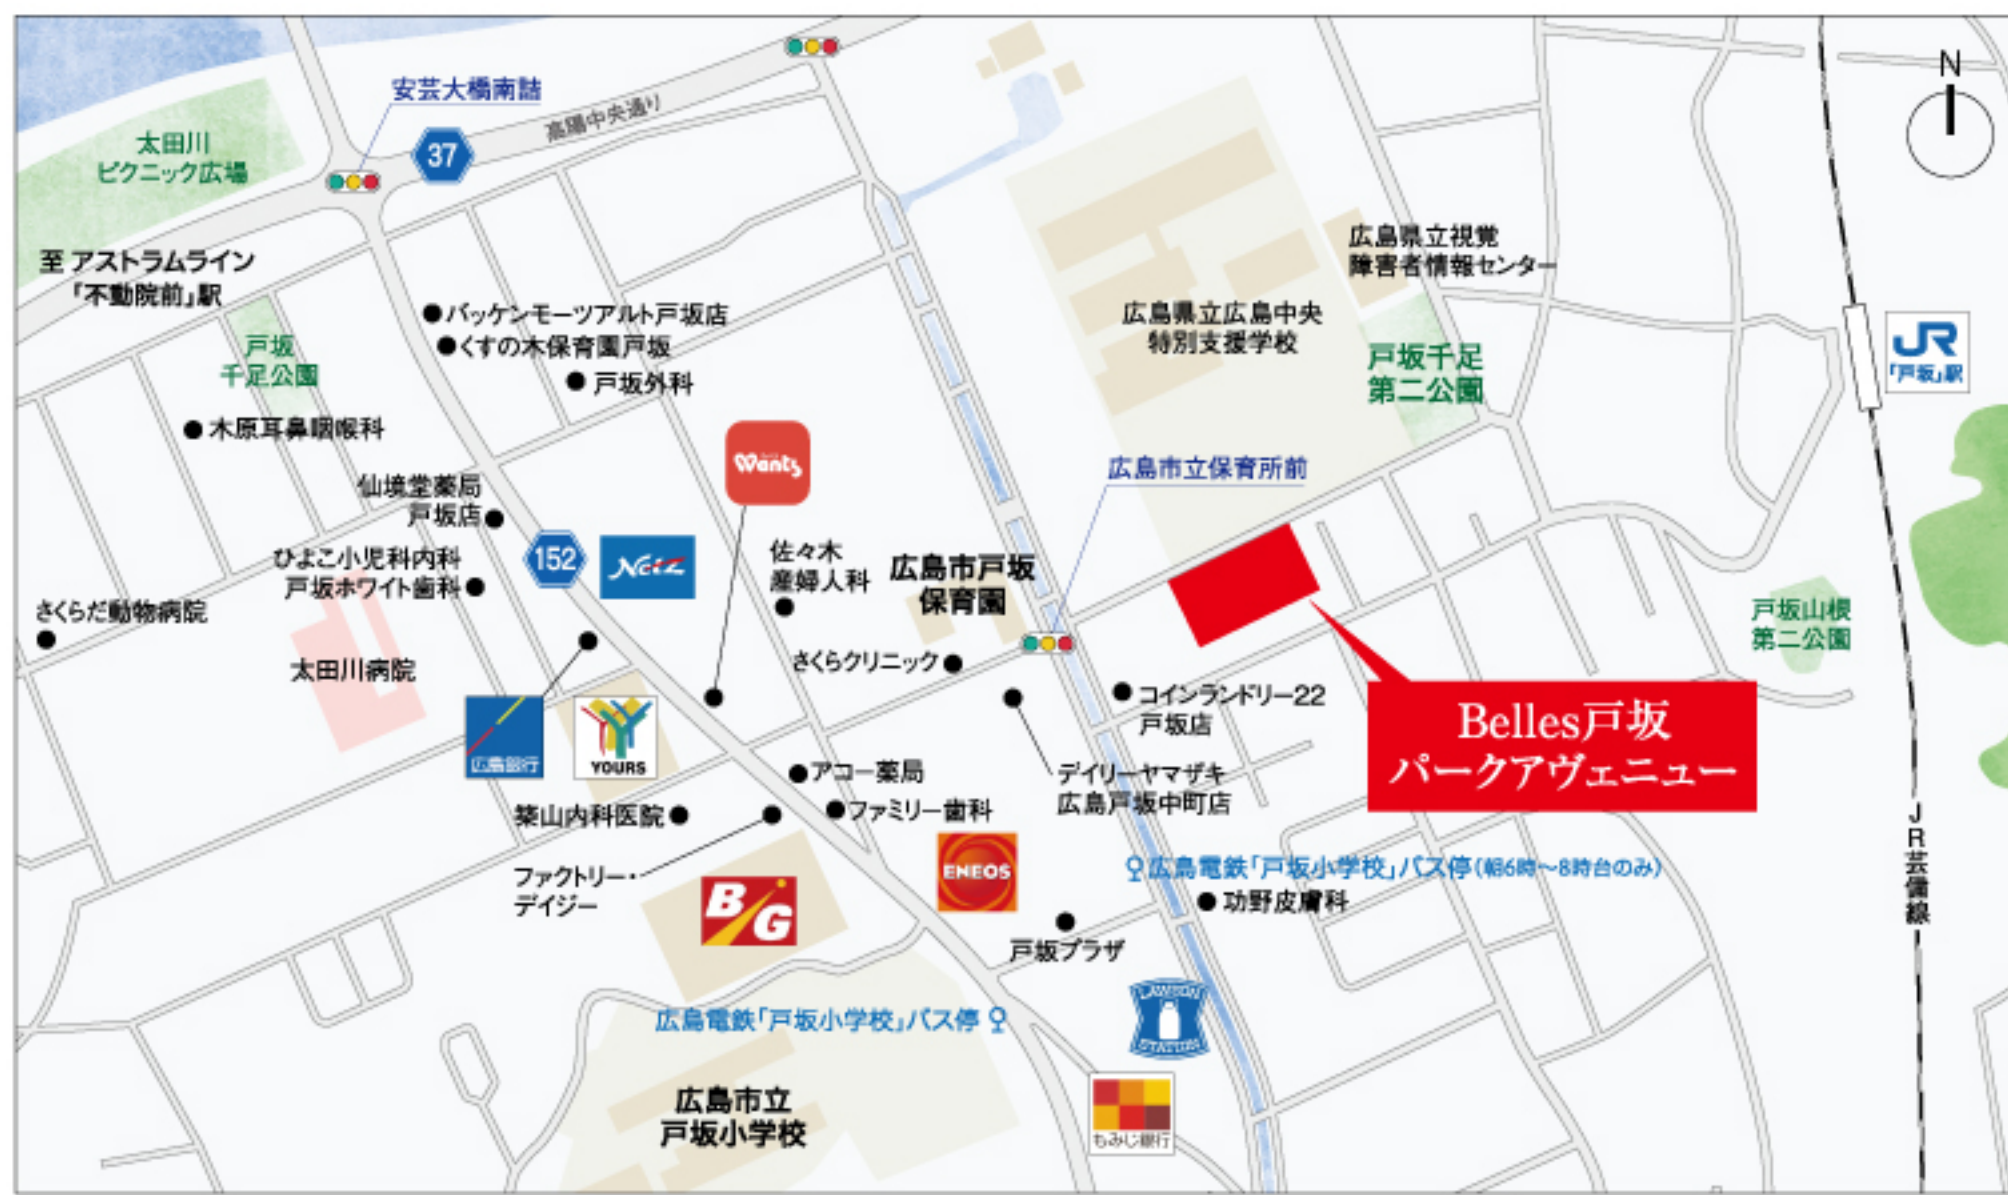 安芸大橋南詰
高陽中央通り
37
太田川
ピクニック広場
N
至 アストラムライン
「不動院前」駅
広島県立視覚
障害者情報センター
バッケンモーツアルト戸坂店
くすの木保育園戸坂
戸坂外科
戸坂
千足公園
広島県立広島中央
特別支援学校
戸坂千足
第二公園
JR
「戸坂」駅
木原耳鼻咽喉科
Wants
広島市立保育所前
仙境堂薬局
戸坂店
152
Netz
ひよこ小児科内科
戸坂ホワイト歯科
佐々木
産婦人科
広島市戸坂
保育園
さくらだ動物病院
太田川病院
さくらクリニック
戸坂山根
第二公園
コインランドリー22
戸坂店
Belles戸坂
パークアヴェニュー
広島銀行
YOURS
アコー薬局
デイリーヤマザキ
広島戸坂中町店
築山内科医院
ファミリー歯科
ファクトリー・
デイジー
BIG
ENEOS
広島電鉄「戸坂小学校」バス停(朝6時～8時台のみ)
功野皮膚科
JR芸備線
戸坂プラザ
広島電鉄「戸坂小学校」バス停
LAWSON
STATION
広島市立
戸坂小学校
もみじ銀行